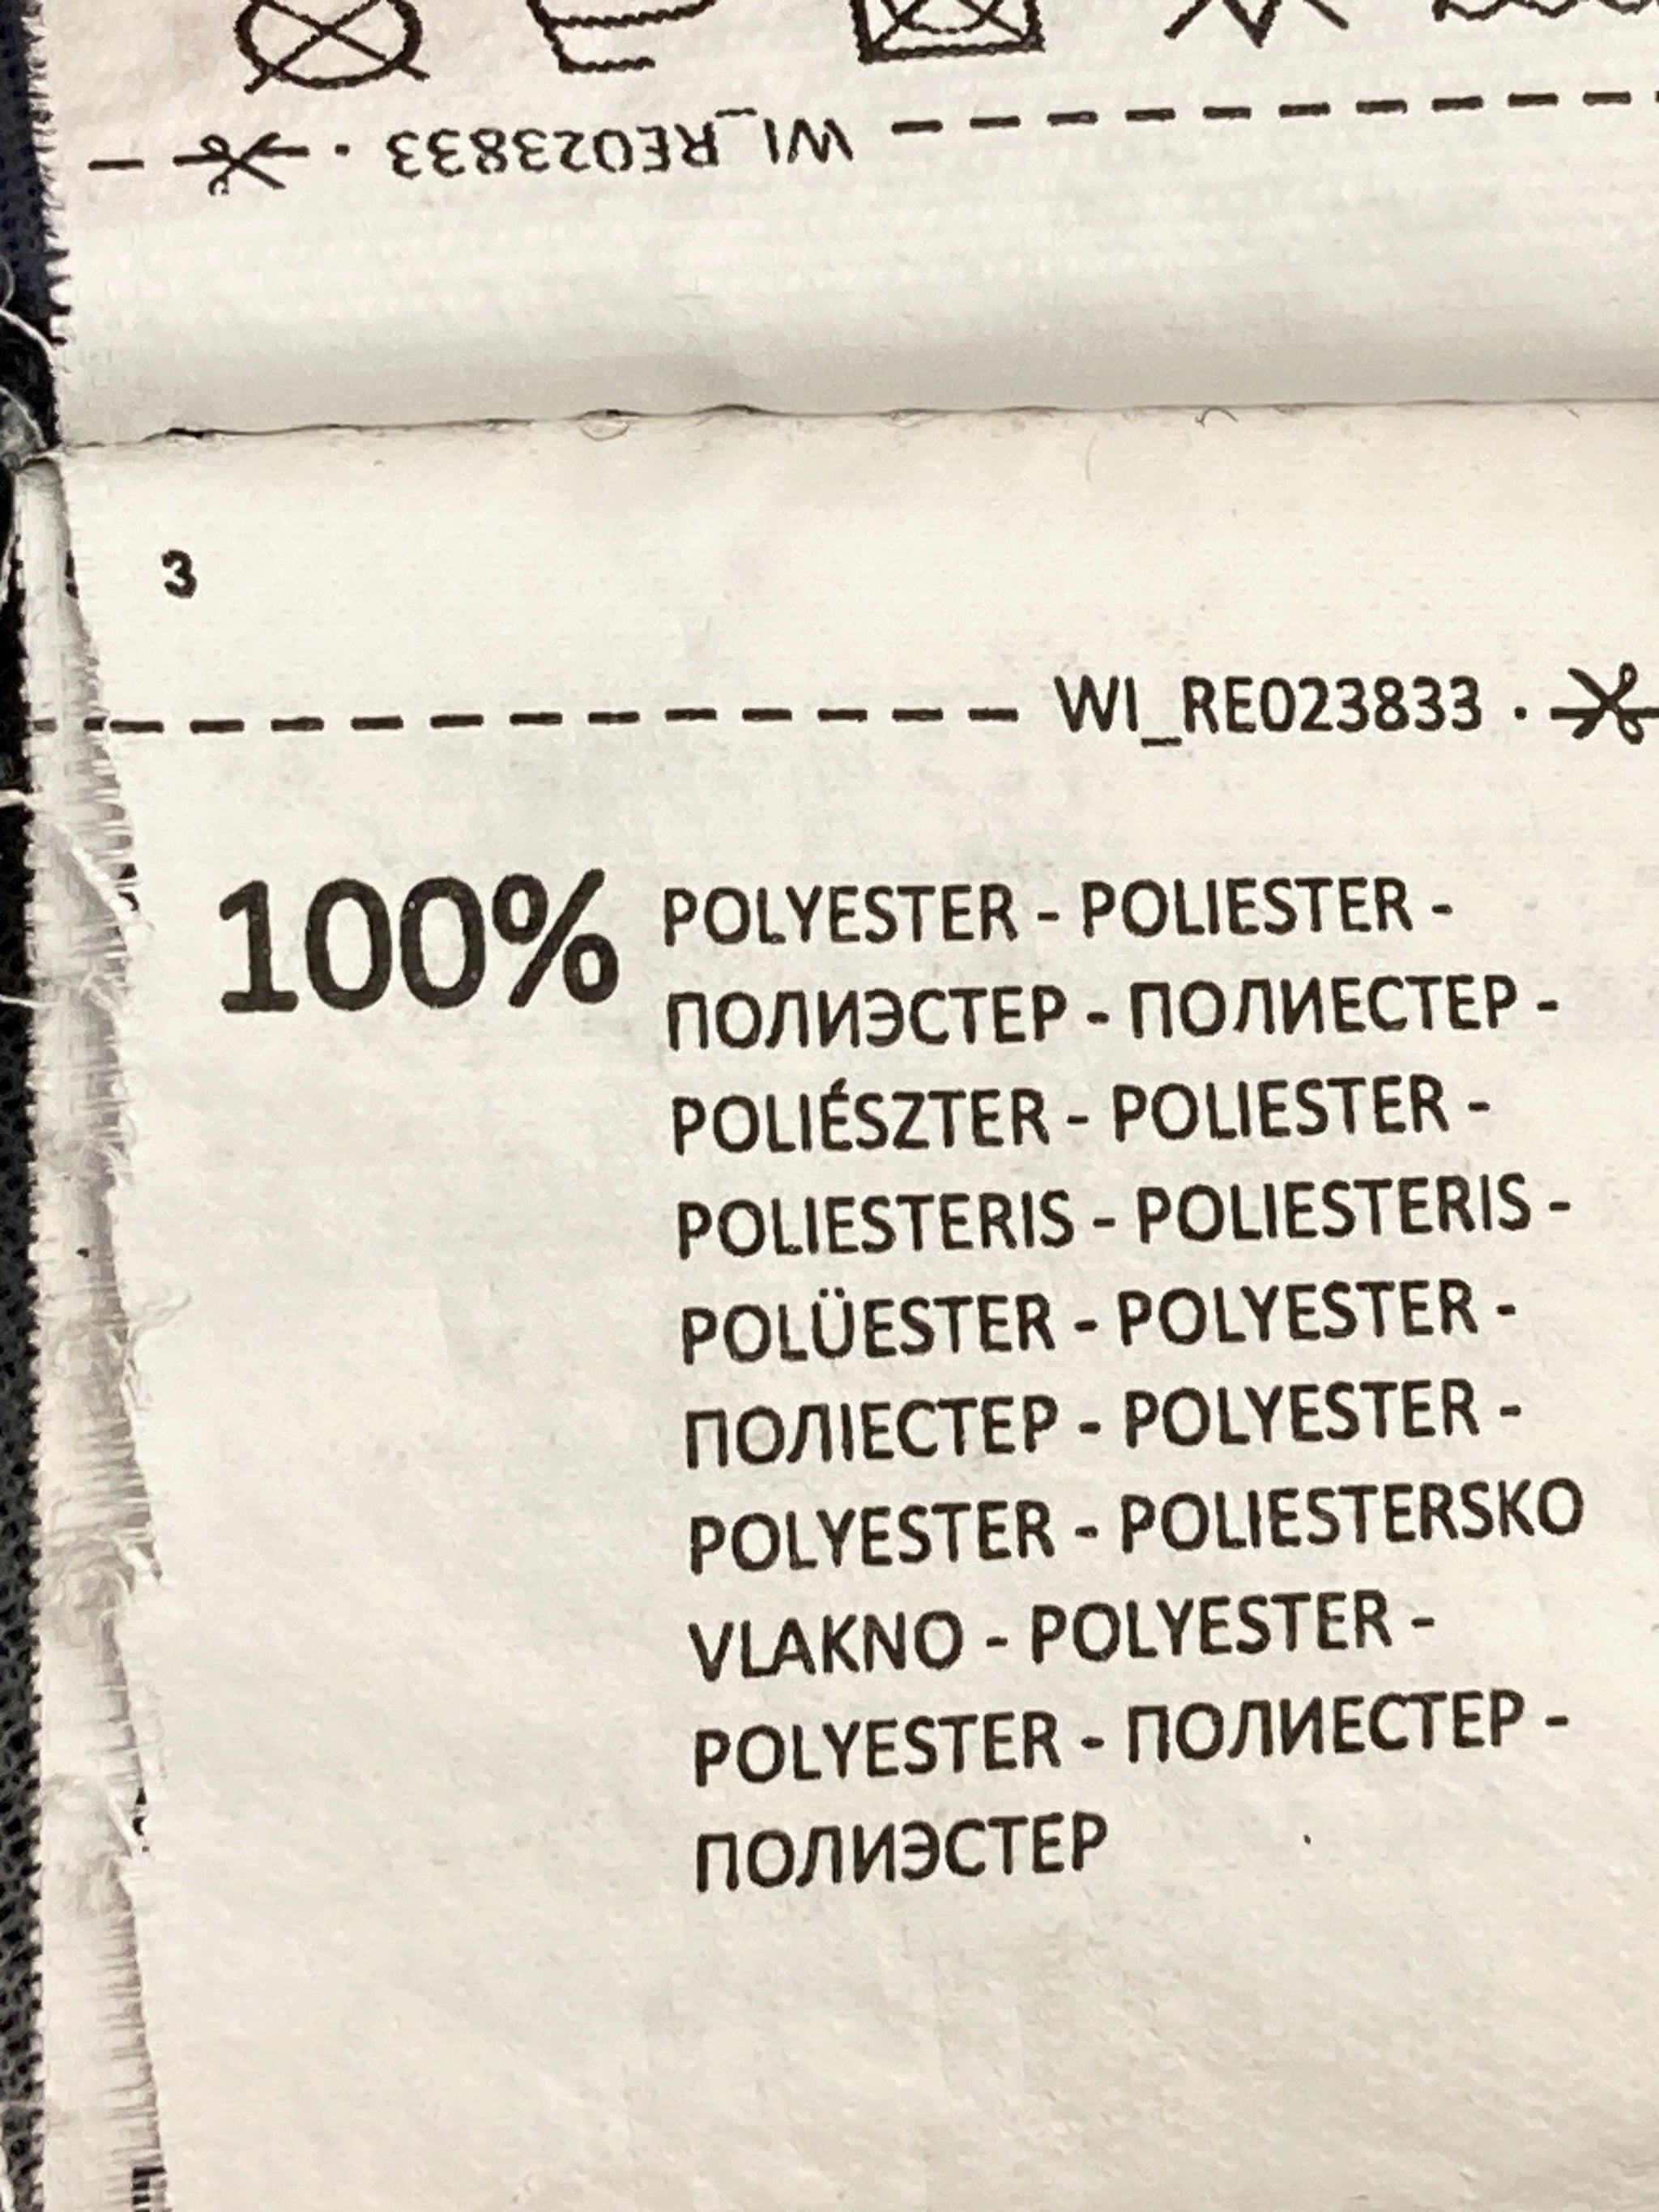 WI_RE023833 ·
3
WI_RE023833 ·
100% POLYESTER - POLIESTER -
ПОЛИЭСТЕР - ПОЛИЕСТЕР -
POLIÉSZTER - POLIESTER -
POLIESTERIS - POLIESTERIS -
POLÜESTER - POLYESTER -
ПОЛІЕСТЕР - POLYESTER -
POLYESTER - POLIESTERSKO
VLAKNO - POLYESTER -
POLYESTER - ПОЛИЕСТЕР -
ПОЛИЭСТЕР